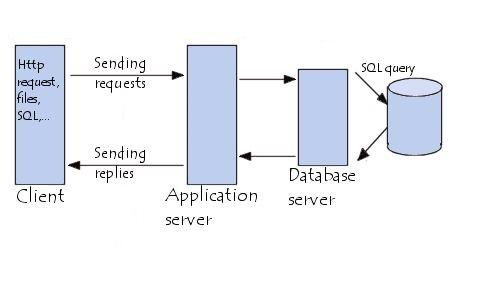 Http
request,
files,
SQL,...
Sending
requests
Sending
replies
Client
Application
server
Database
server
SQL query